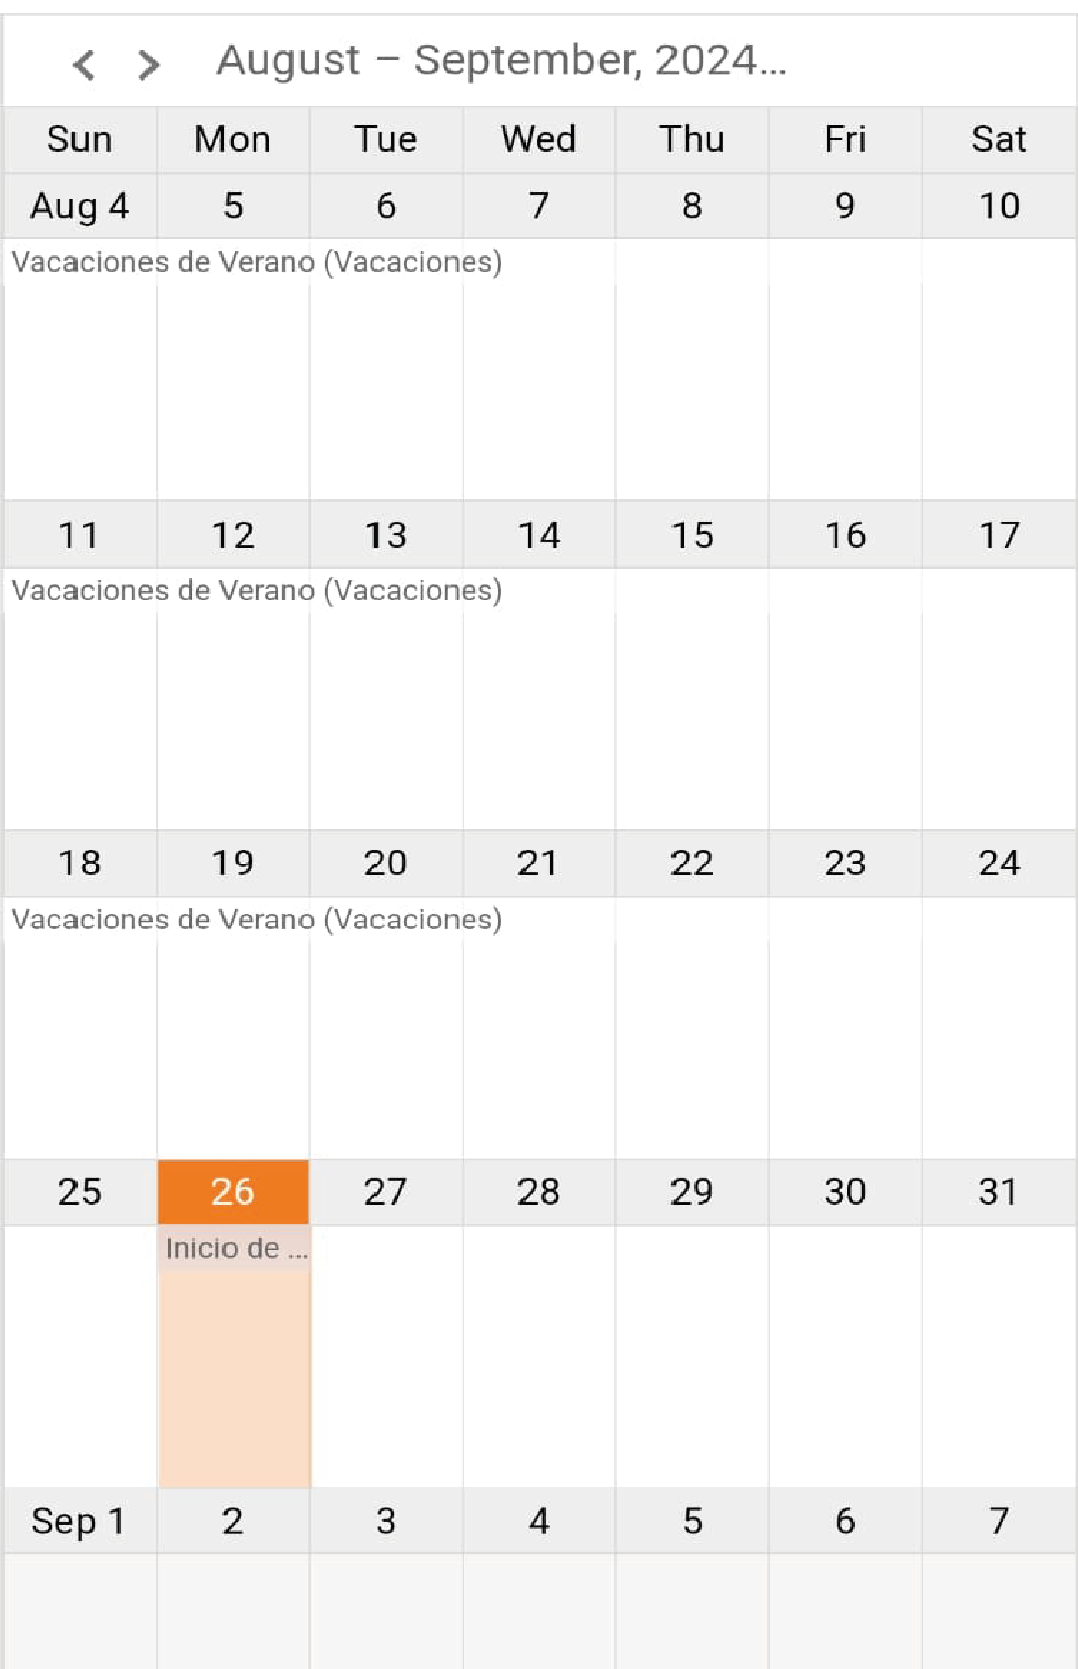 August – September, 2024...
Sun Mon Tue Wed Thu Fri Sat
Aug 4 5 6 7 8 9 10
Vacaciones de Verano (Vacaciones)
11 12 13 14 15 16 17
Vacaciones de Verano (Vacaciones)
18 19 20 21 22 23 24
Vacaciones de Verano (Vacaciones)
25 26 27 28 29 30 31
Inicio de ...
Sep 1 2 3 4 5 6 7